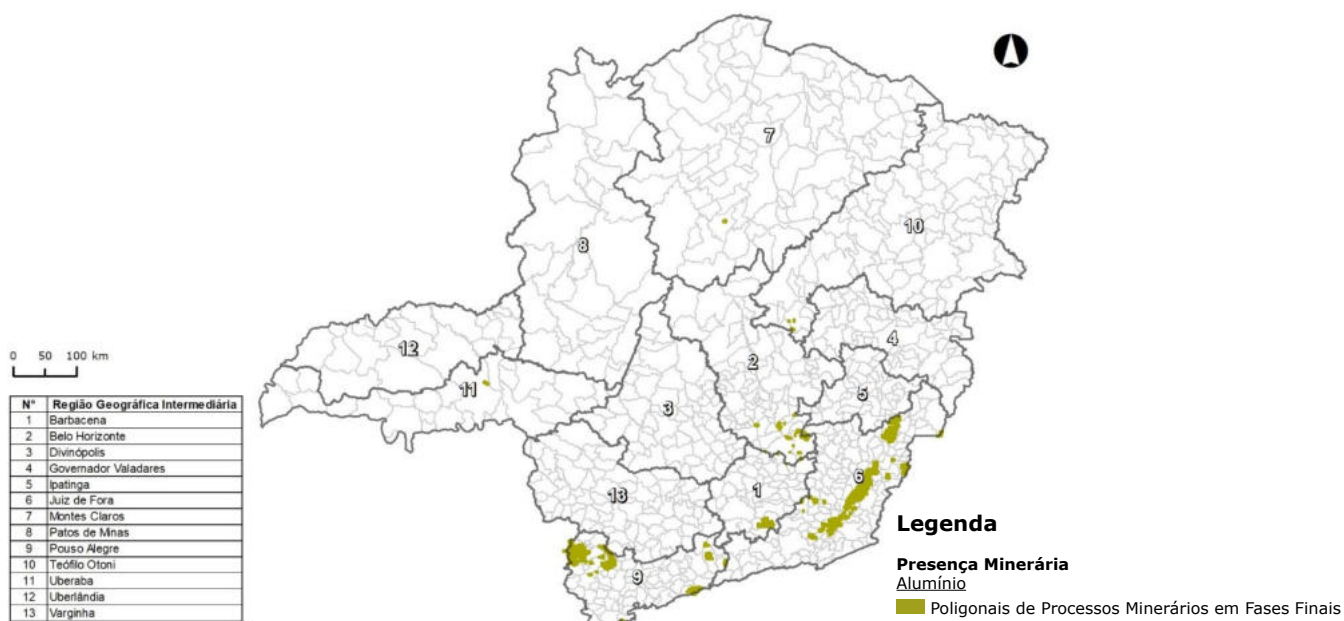 7
10
8
4
12
2
5
11
3
6
13
1
9
0 50 100 km
N° Região Geográfica Intermediária
1 Barbacena
2 Belo Horizonte
3 Divinópolis
4 Governador Valadares
5 Ipatinga
6 Juiz de Fora
7 Montes Claros
8 Patos de Minas
9 Pouso Alegre
10 Teófilo Otoni
11 Uberaba
12 Uberlândia
13 Varginha
Legenda
Presença Minerária
Alumínio
Poligonais de Processos Minerários em Fases Finais